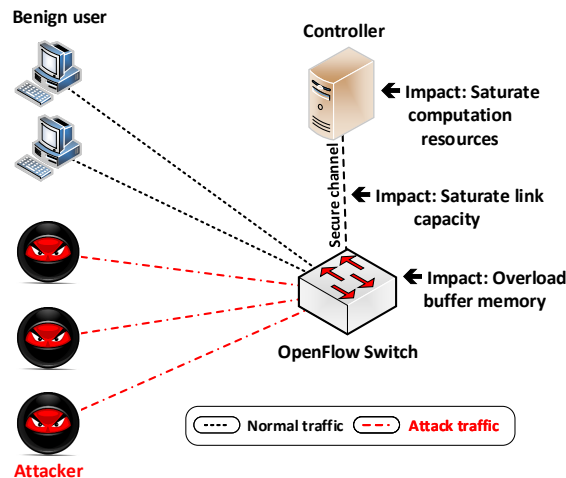 Benign user
Controller
Impact: Saturate
computation
resources
Secure channel
Impact: Saturate link
capacity
Impact: Overload
buffer memory
OpenFlow Switch
Normal traffic
Attack traffic
Attacker